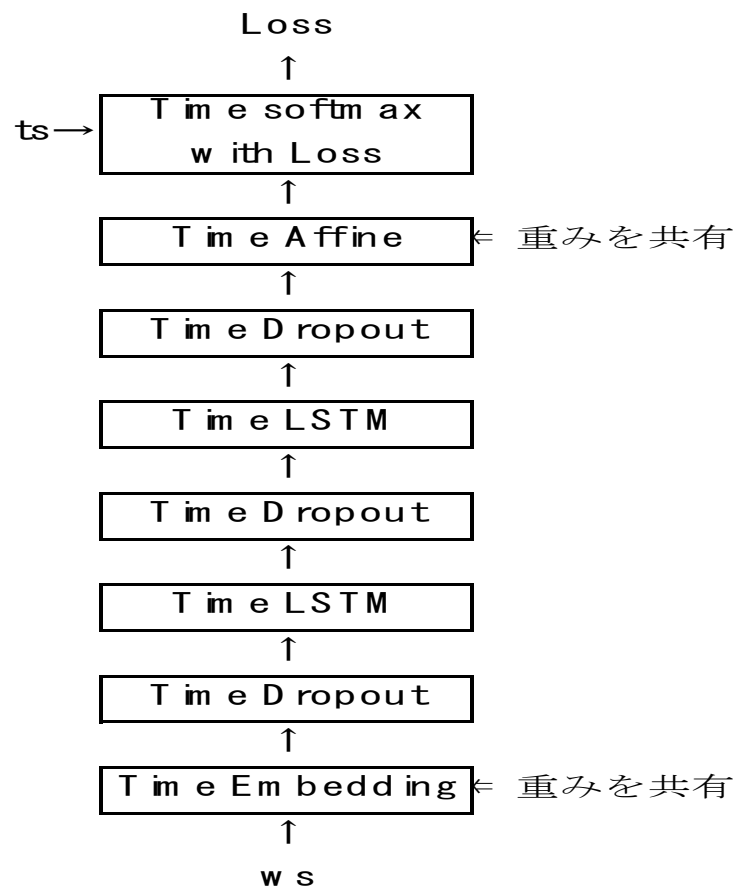 Loss
↑
Time softmax
ts→
with Loss
↑
Time Affine ⇐ 重みを共有
↑
Time Dropout
↑
Time LSTM
↑
Time Dropout
↑
Time LSTM
↑
Time Dropout
↑
Time Embedding ⇐ 重みを共有
↑
ws